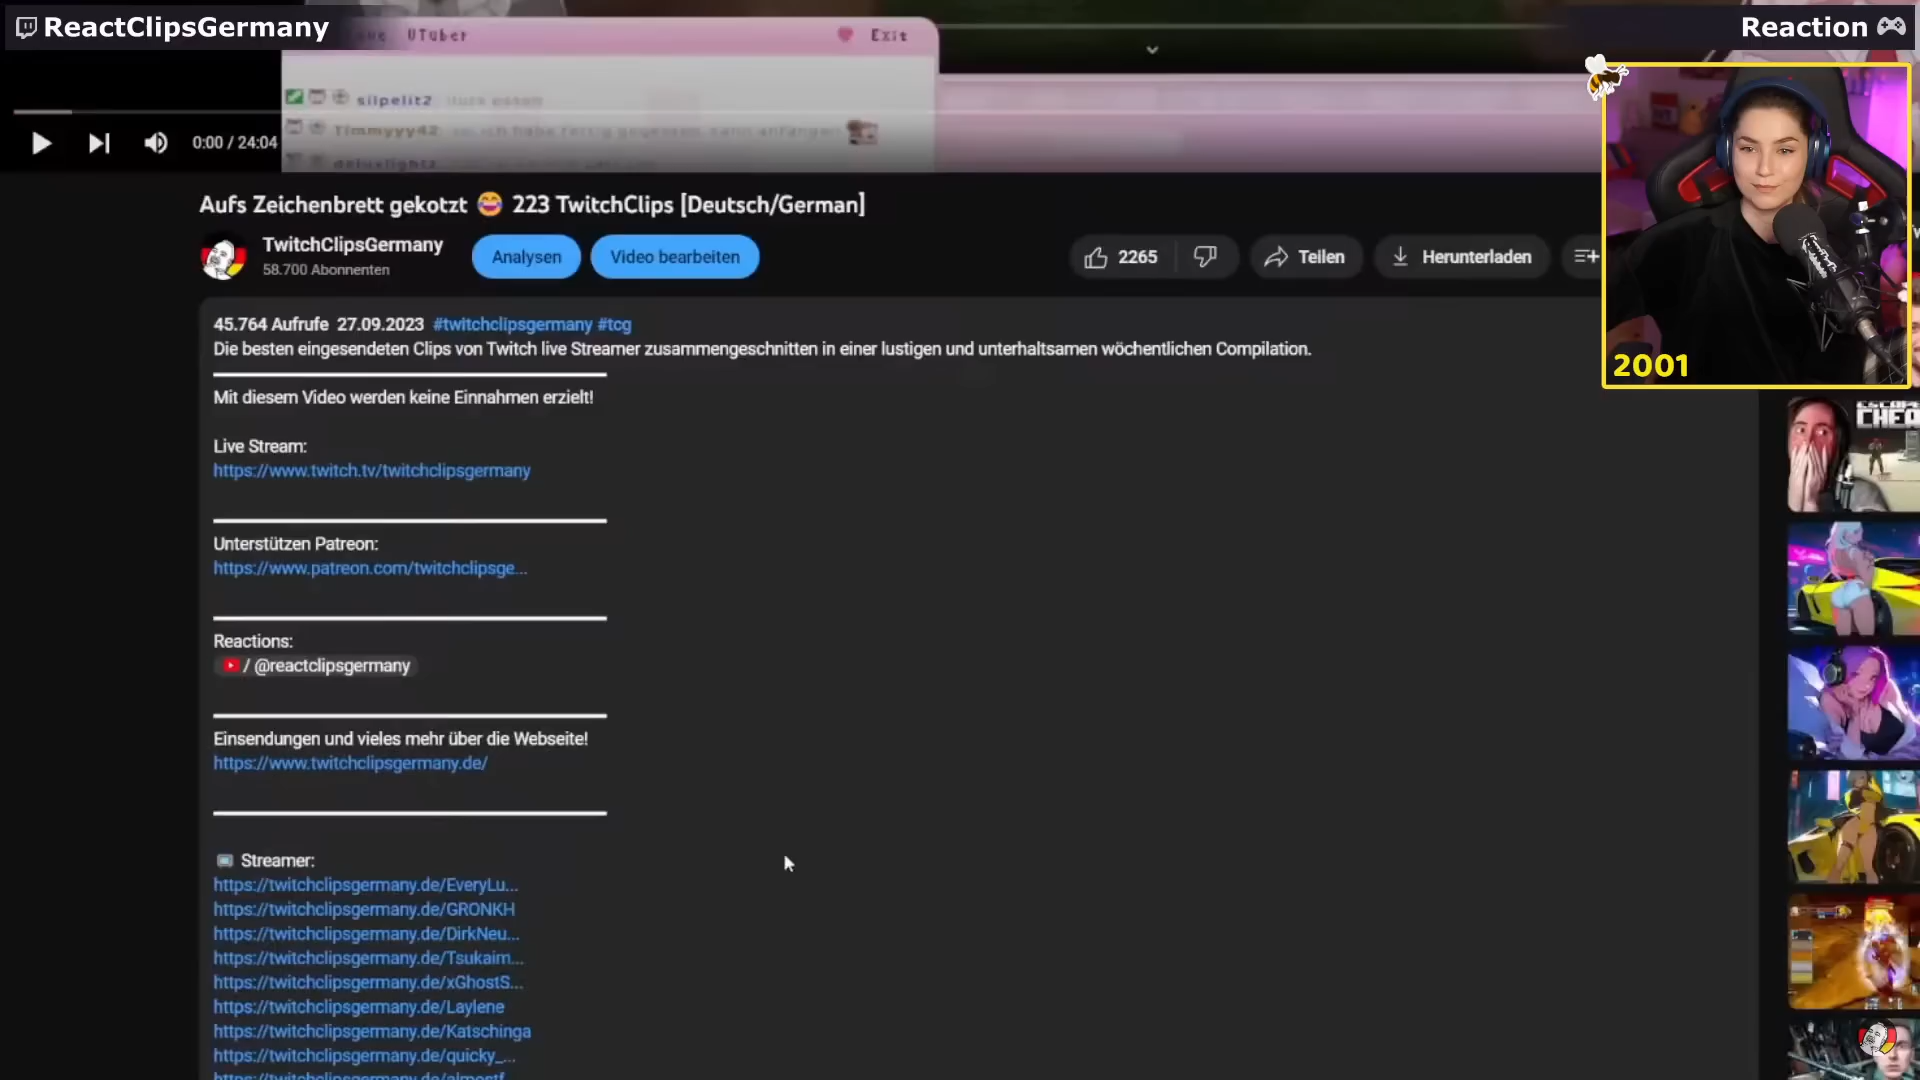 ReactClipsGermany
UTuber
Exit
Reaction
silpelit2
Timmyyy42
0:00 / 24:04
2001
Aufs Zeichenbrett gekotzt 😂 223 TwitchClips [Deutsch/German]
TwitchClipsGermany
58.700 Abonnenten
Analysen
Video bearbeiten
2265
Teilen
Herunterladen
45.764 Aufrufe 27.09.2023 #twitchclipsgermany #tcg
Die besten eingesendeten Clips von Twitch live Streamer zusammengeschnitten in einer lustigen und unterhaltsamen wöchentlichen Compilation.
Mit diesem Video werden keine Einnahmen erzielt!
Live Stream:
https://www.twitch.tv/twitchclipsgermany
Unterstützen Patreon:
https://www.patreon.com/twitchclipsge...
Reactions:
/ @reactclipsgermany
Einsendungen und vieles mehr über die Webseite!
https://www.twitchclipsgermany.de/
Streamer:
https://twitchclipsgermany.de/EveryLu...
https://twitchclipsgermany.de/GRONKH
https://twitchclipsgermany.de/DirkNeu...
https://twitchclipsgermany.de/Tsukaim...
https://twitchclipsgermany.de/xGhostS...
https://twitchclipsgermany.de/Laylene
https://twitchclipsgermany.de/Katschinga
https://twitchclipsgermany.de/quicky_...